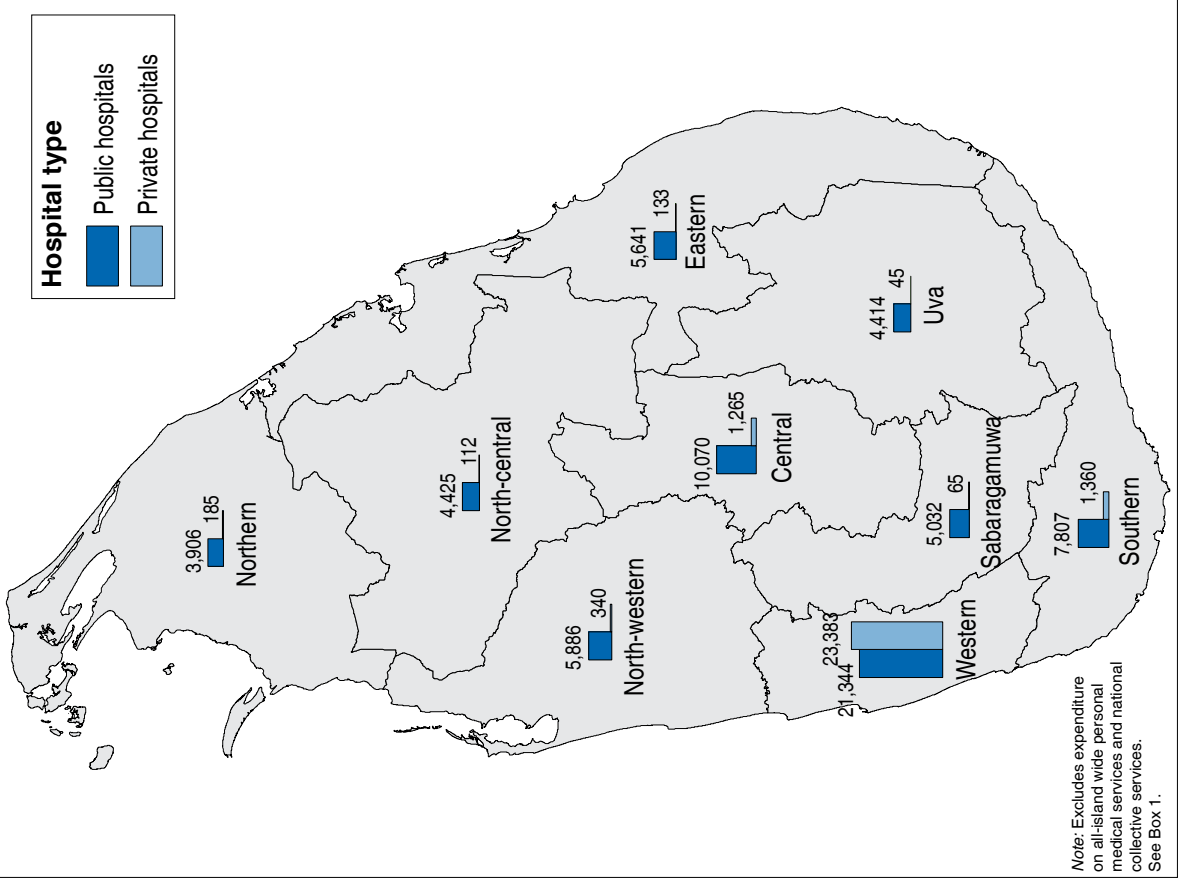 Hospital type
Public hospitals
Private hospitals
3,906 185
Northern
4,425 112
North-central
5,886 340
North-western
5,641 133
Eastern
10,070 1,265
Central
4,414 45
Uva
21,344 23,383
Western
5,032 65
Sabaragamuwa
7,807 1,360
Southern
Note: Excludes expenditure
on all-island wide personal
medical services and national
collective services.
See Box 1.